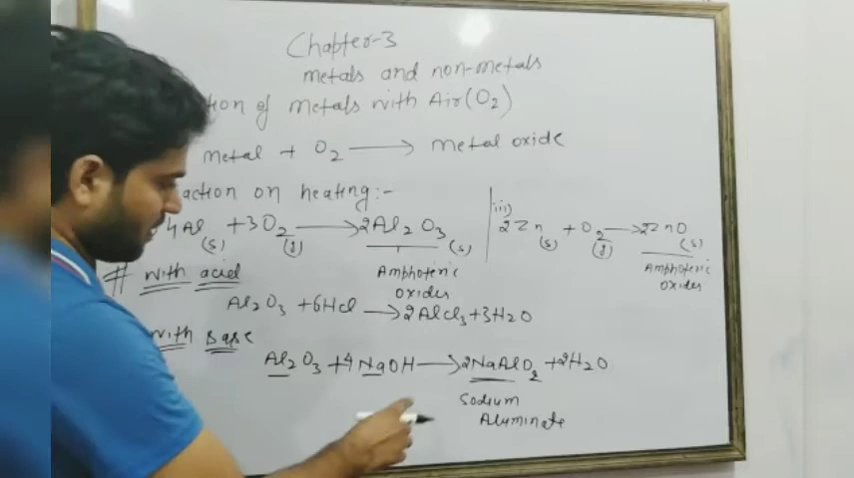 Chapter-3
metals and non-metals
tion of metals with Air(O₂)
metal + O₂ ⟶ metal oxide
action on heating:-
4Al(s) + 3O₂(g) ⟶ 2Al₂O₃(s)
Amphoteric
oxides
iii)
2Zn(s) + O₂(g) ⟶ 2ZnO(s)
Amphoteric
oxides
# with acid
Al₂O₃ + 6Hcl ⟶ 2Alcl₃ + 3H₂O
with Base
Al₂O₃ + 4NaOH ⟶ 2NaAlO₂ + 2H₂O
Sodium
Aluminate